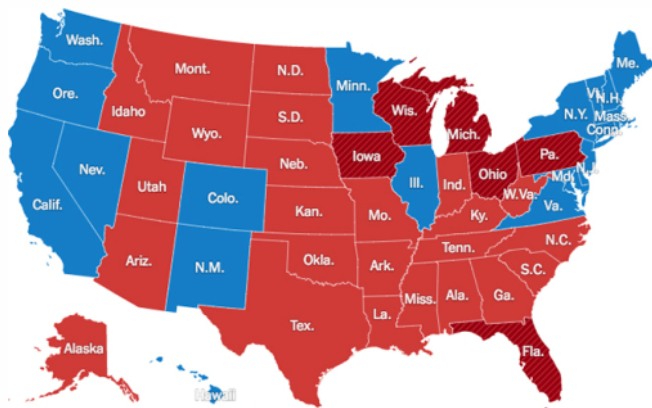 Wash.
Ore.
Calif.
Nev.
Idaho
Mont.
Wyo.
Utah
Ariz.
Colo.
N.M.
N.D.
S.D.
Neb.
Kan.
Okla.
Tex.
Minn.
Iowa
Mo.
Ark.
La.
Wis.
Ill.
Mich.
Ind.
Ohio
Ky.
Tenn.
Miss.
Ala.
Ga.
Fla.
S.C.
N.C.
Va.
W.Va.
Md.
Pa.
N.J.
N.Y.
Conn.
Mass.
Vt.
N.H.
Me.
Alaska
Hawaii